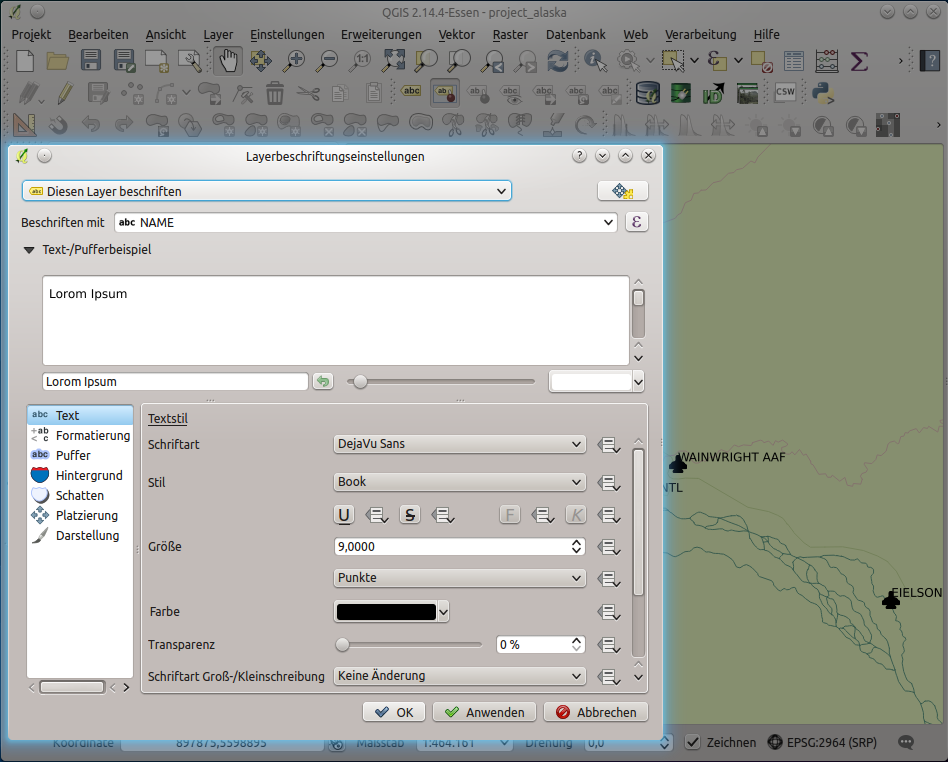 QGIS 2.14.4-Essen - project_alaska
Projekt Bearbeiten Ansicht Layer Einstellungen Erweiterungen Vektor Raster Datenbank Web Verarbeitung Hilfe
Layerbeschriftungseinstellungen
abc Diesen Layer beschriften
Beschriften mit abc NAME ε
Text-/Pufferbeispiel
Lorom Ipsum
Lorom Ipsum
abc Text
Formatierung
abc Puffer
Hintergrund
Schatten
Platzierung
Darstellung
Textstil
Schriftart DejaVu Sans
Stil Book
U S F K
Größe 9,0000
Punkte
Farbe
Transparenz 0 %
Schriftart Groß-/Kleinschreibung Keine Änderung
OK Anwenden Abbrechen
WAINWRIGHT AAF
NTL
EIELSON
Koordinate 897875,5598895 Maßstab 1:464.161 Drehung 0,0 Zeichnen EPSG:2964 (SRP)